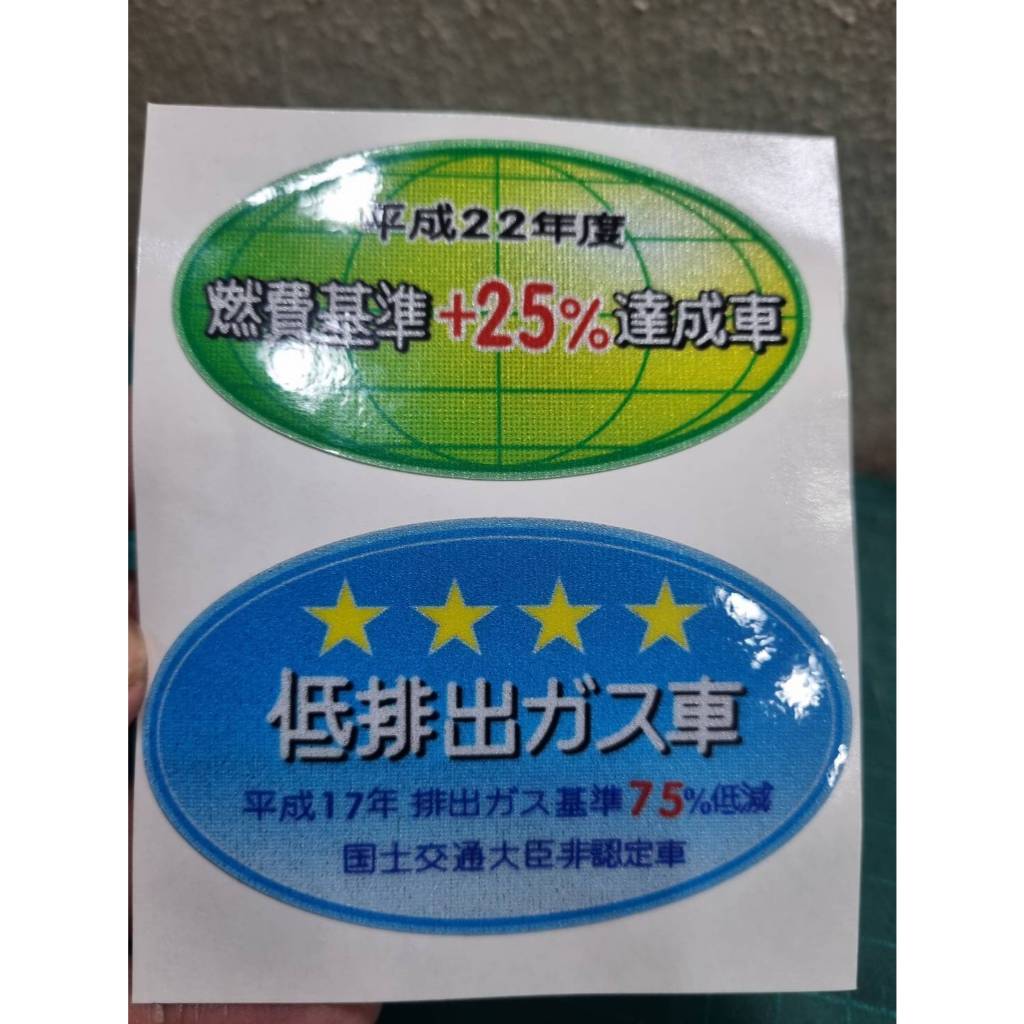 平成22年度
燃費基準+25%達成車
低排出ガス車
平成17年 排出ガス基準75%低減
国土交通大臣非認定車